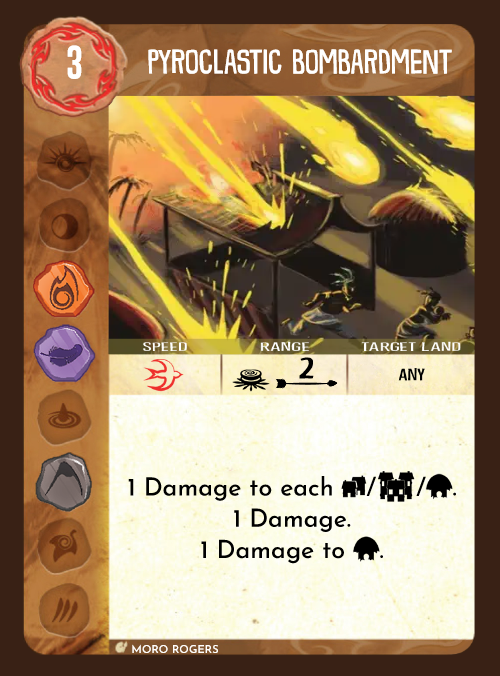 3
PYROCLASTIC BOMBARDMENT
SPEED RANGE TARGET LAND
2 ANY
1 Damage to each / / .
1 Damage.
1 Damage to .
MORO ROGERS